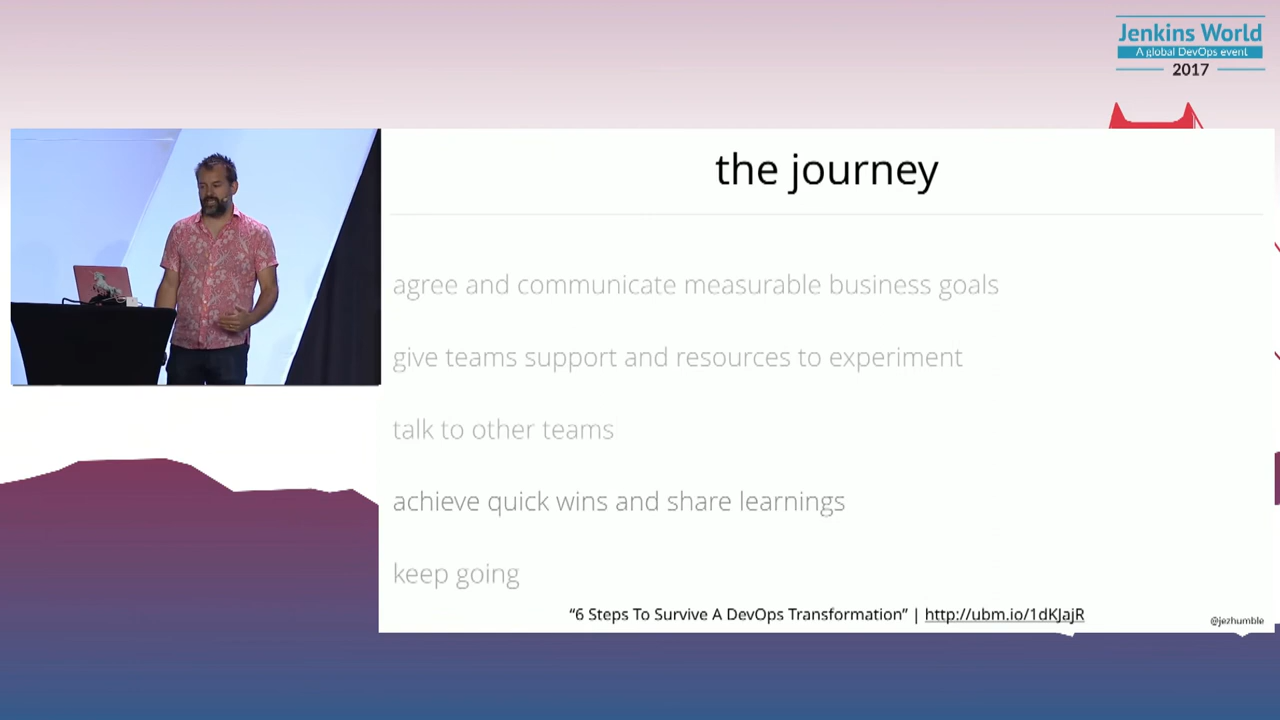 Jenkins World
A global DevOps event
2017
the journey
agree and communicate measurable business goals
give teams support and resources to experiment
talk to other teams
achieve quick wins and share learnings
keep going
“6 Steps To Survive A DevOps Transformation” | http://ubm.io/1dKJajR
@jezhumble